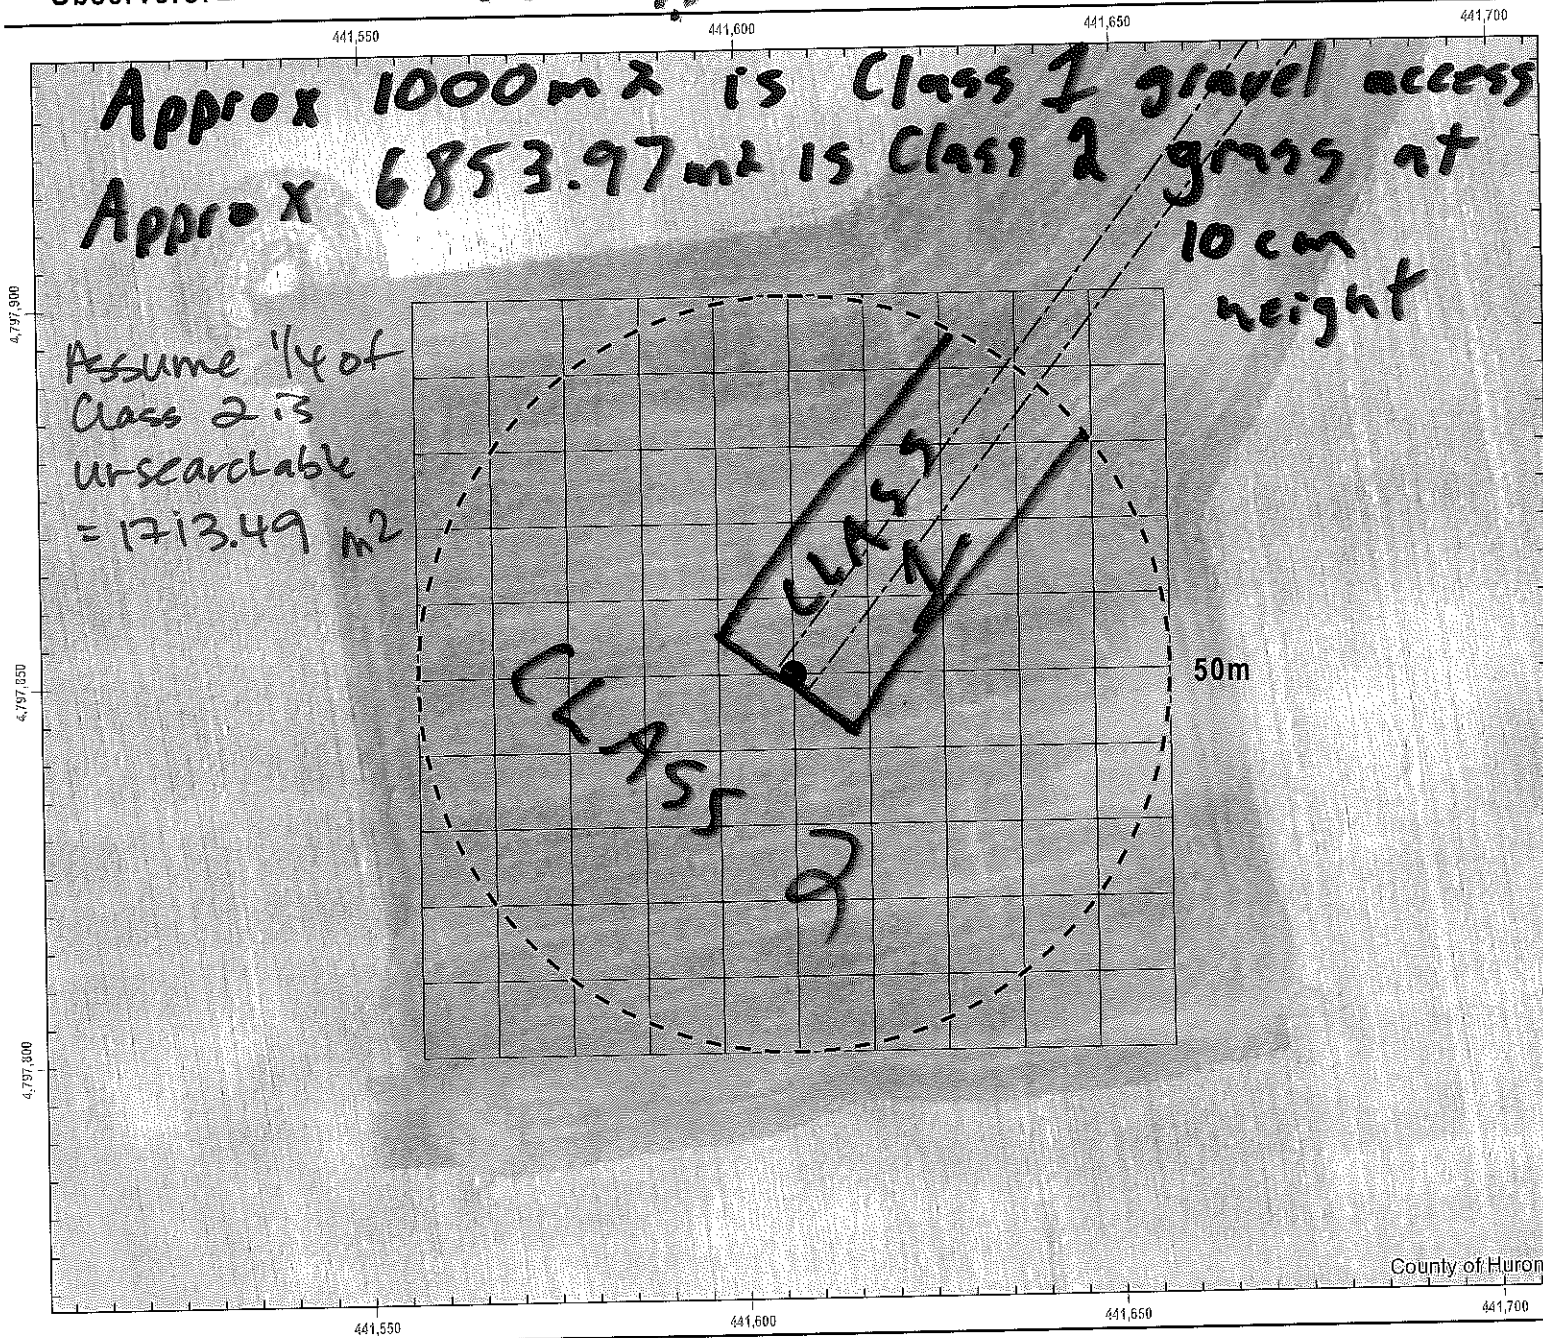 441,550 441,600 441,650 441,700
Approx 1000m2 is Class 1 gravel access
Approx 6853.97m2 is Class 2 grass at
10 cm
height
4,797,900
Assume 1/4 of
Class 2 is
unsearchable
= 1713.49 m2
CLASS
1
4,797,850
50m
CLASS
2
4,797,800
County of Huron
441,550 441,600 441,650 441,700